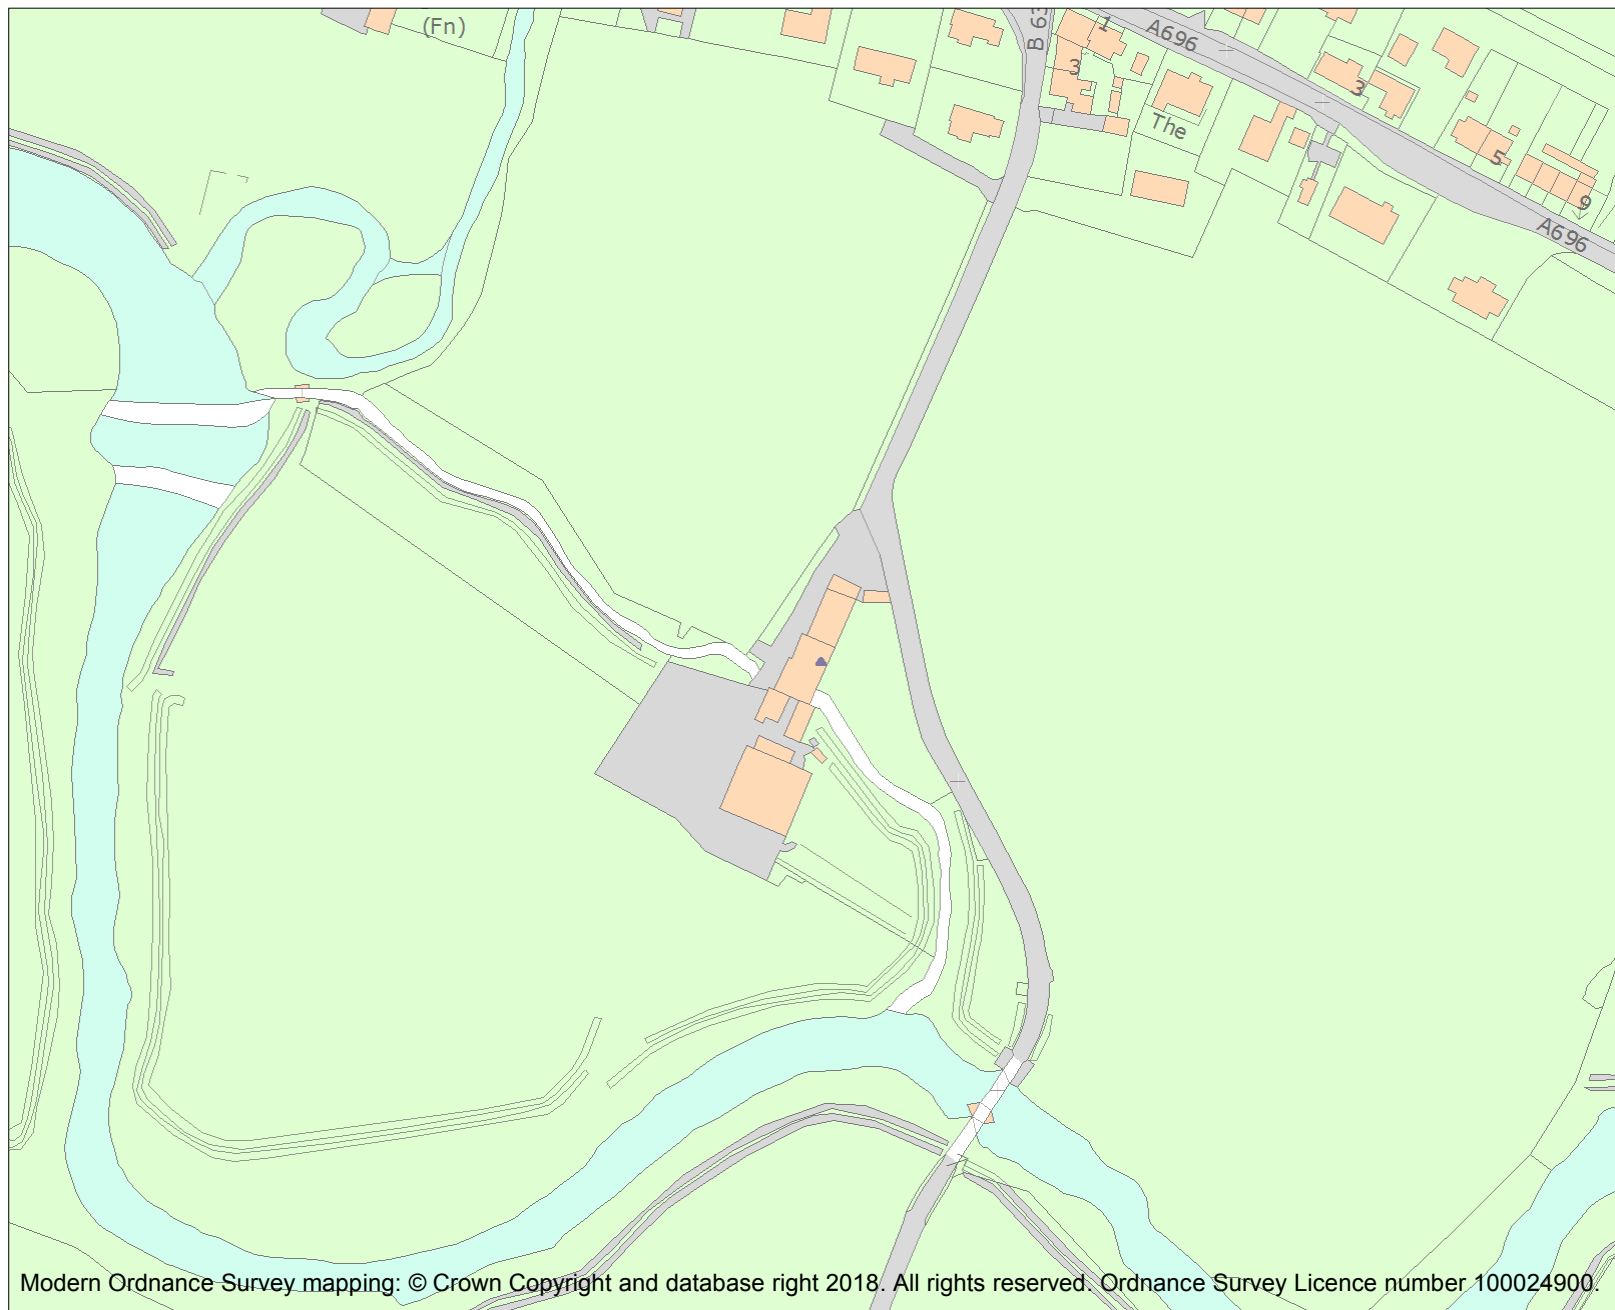 (Fn)
B 63
1
A696
3
The
3
5
9
A696
Modern Ordnance Survey mapping: © Crown Copyright and database right 2018. All rights reserved. Ordnance Survey Licence number 100024900.